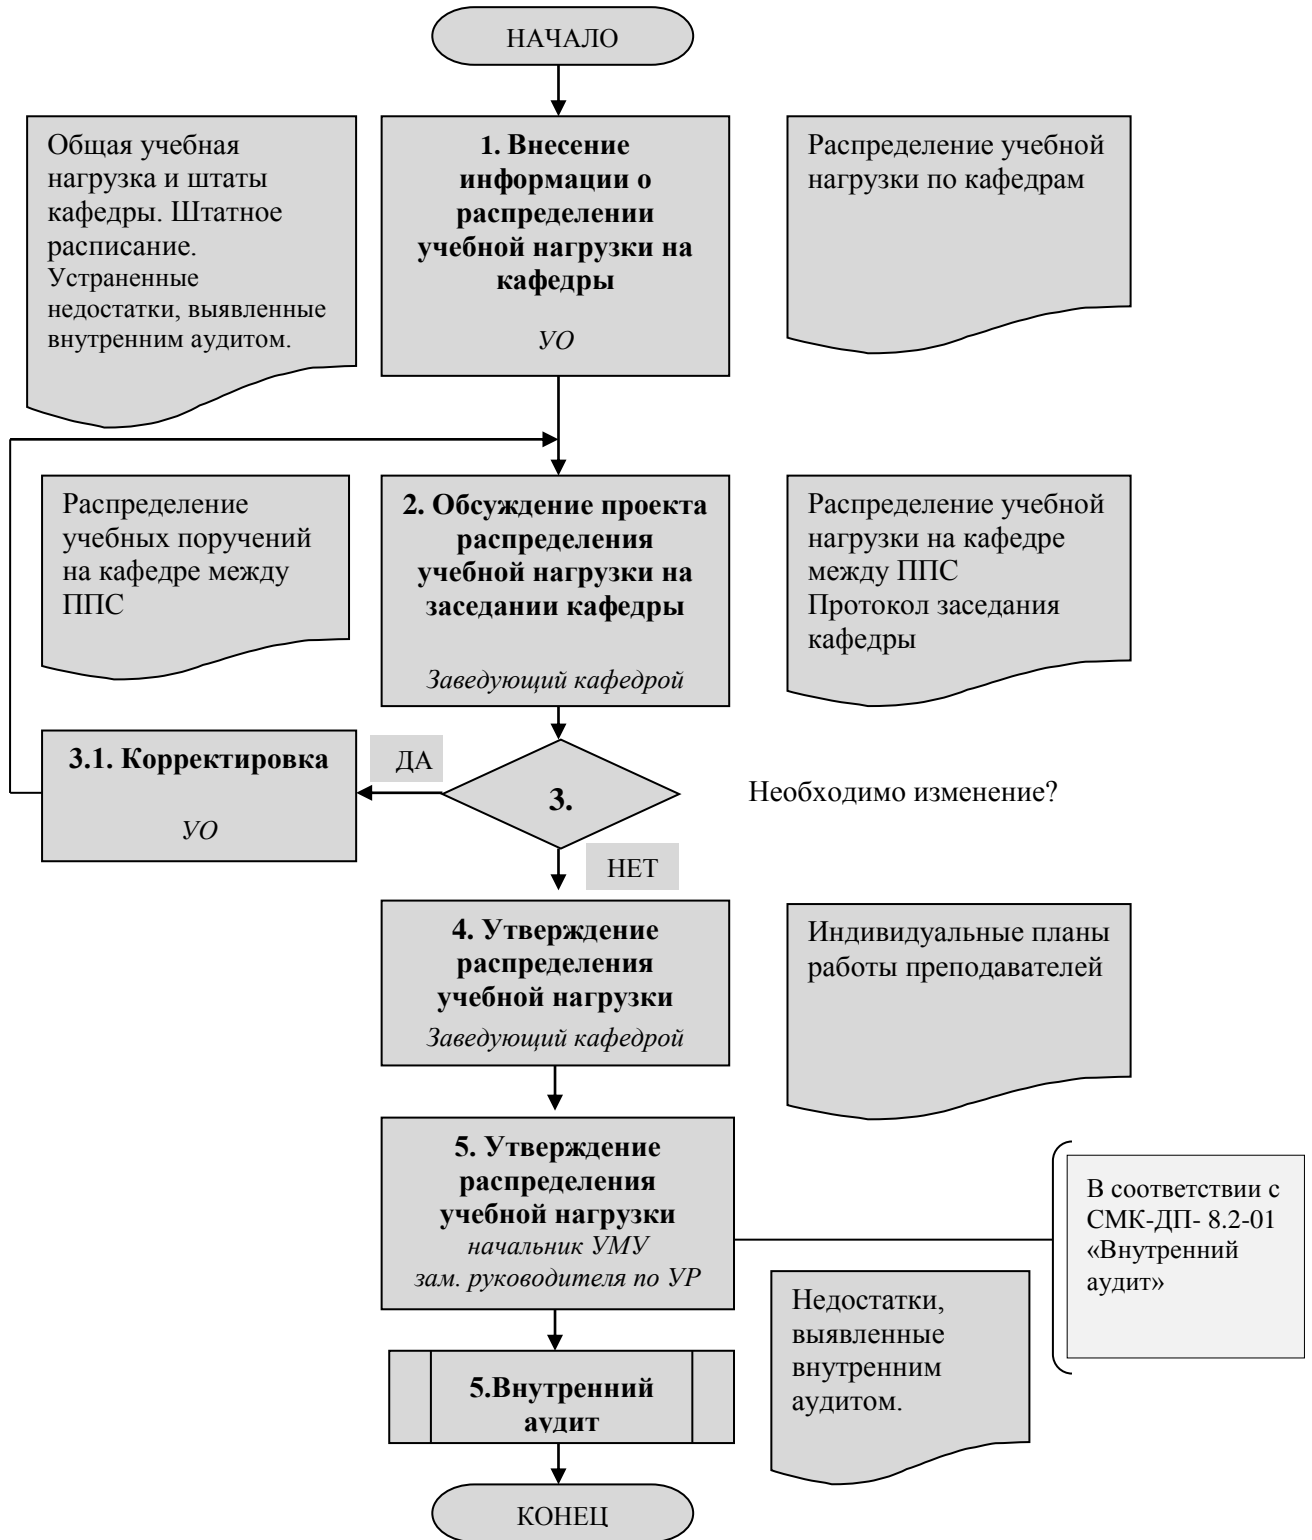 НАЧАЛО
Общая учебная
нагрузка и штаты
кафедры. Штатное
расписание.
Устраненные
недостатки, выявленные
внутренним аудитом.
1. Внесение
информации о
распределении
учебной нагрузки на
кафедры
УО
Распределение учебной
нагрузки по кафедрам
Распределение
учебных поручений
на кафедре между
ППС
2. Обсуждение проекта
распределения
учебной нагрузки на
заседании кафедры
Заведующий кафедрой
Распределение учебной
нагрузки на кафедре
между ППС
Протокол заседания
кафедры
3.1. Корректировка
УО
ДА
3.
Необходимо изменение?
НЕТ
4. Утверждение
распределения
учебной нагрузки
Заведующий кафедрой
Индивидуальные планы
работы преподавателей
5. Утверждение
распределения
учебной нагрузки
начальник УМУ
зам. руководителя по УР
В соответствии с
СМК-ДП- 8.2-01
«Внутренний
аудит»
Недостатки,
выявленные
внутренним
аудитом.
5.Внутренний
аудит
КОНЕЦ